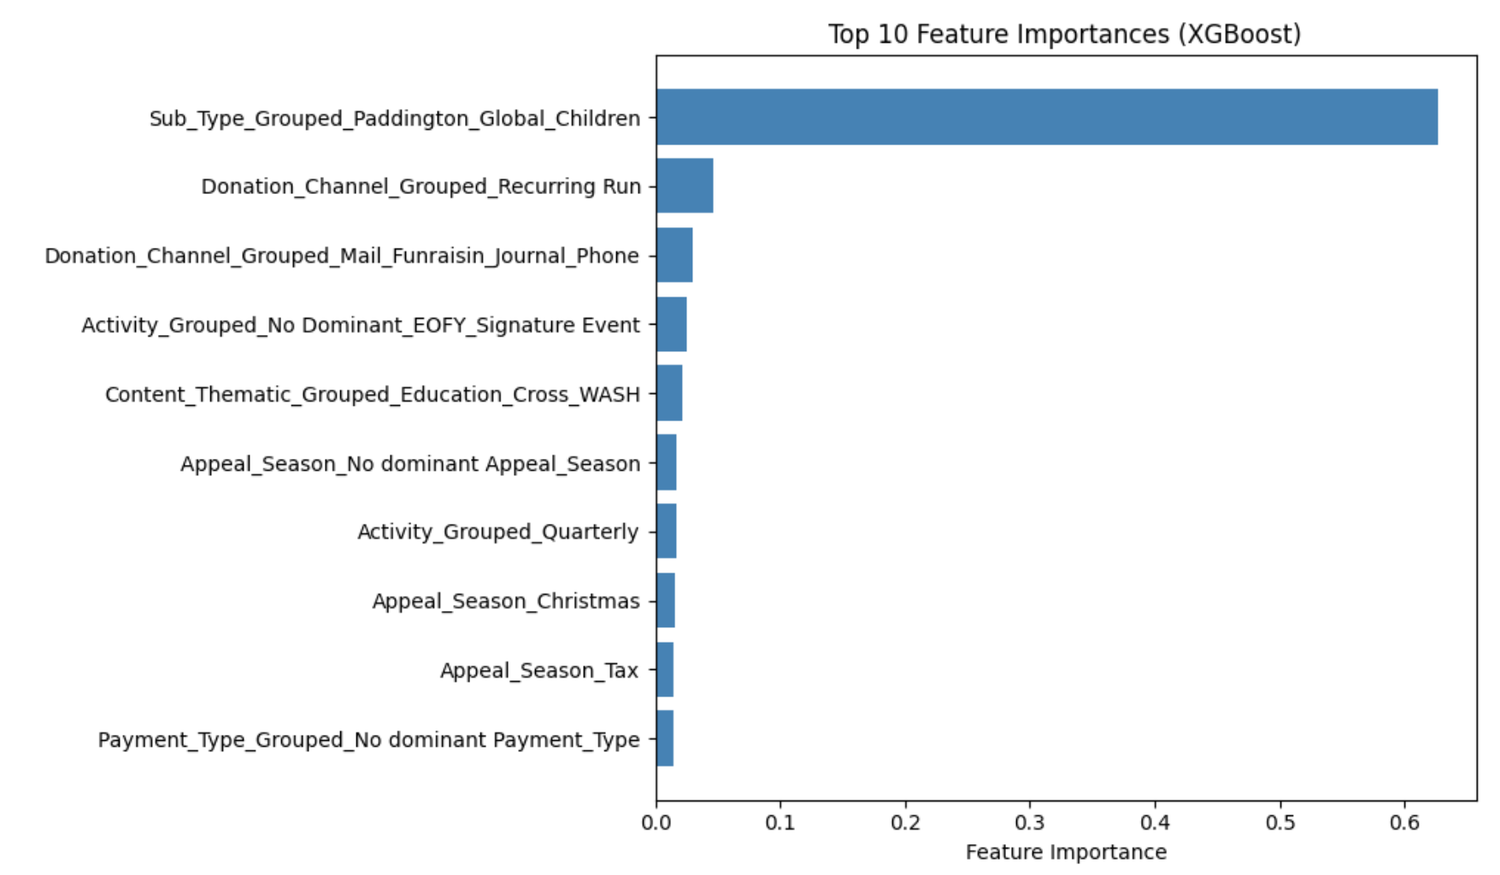 Top 10 Feature Importances (XGBoost)
Sub_Type_Grouped_Paddington_Global_Children
Donation_Channel_Grouped_Recurring Run
Donation_Channel_Grouped_Mail_Funraisin_Journal_Phone
Activity_Grouped_No Dominant_EOFY_Signature Event
Content_Thematic_Grouped_Education_Cross_WASH
Appeal_Season_No dominant Appeal_Season
Activity_Grouped_Quarterly
Appeal_Season_Christmas
Appeal_Season_Tax
Payment_Type_Grouped_No dominant Payment_Type
0.0 0.1 0.2 0.3 0.4 0.5 0.6
Feature Importance